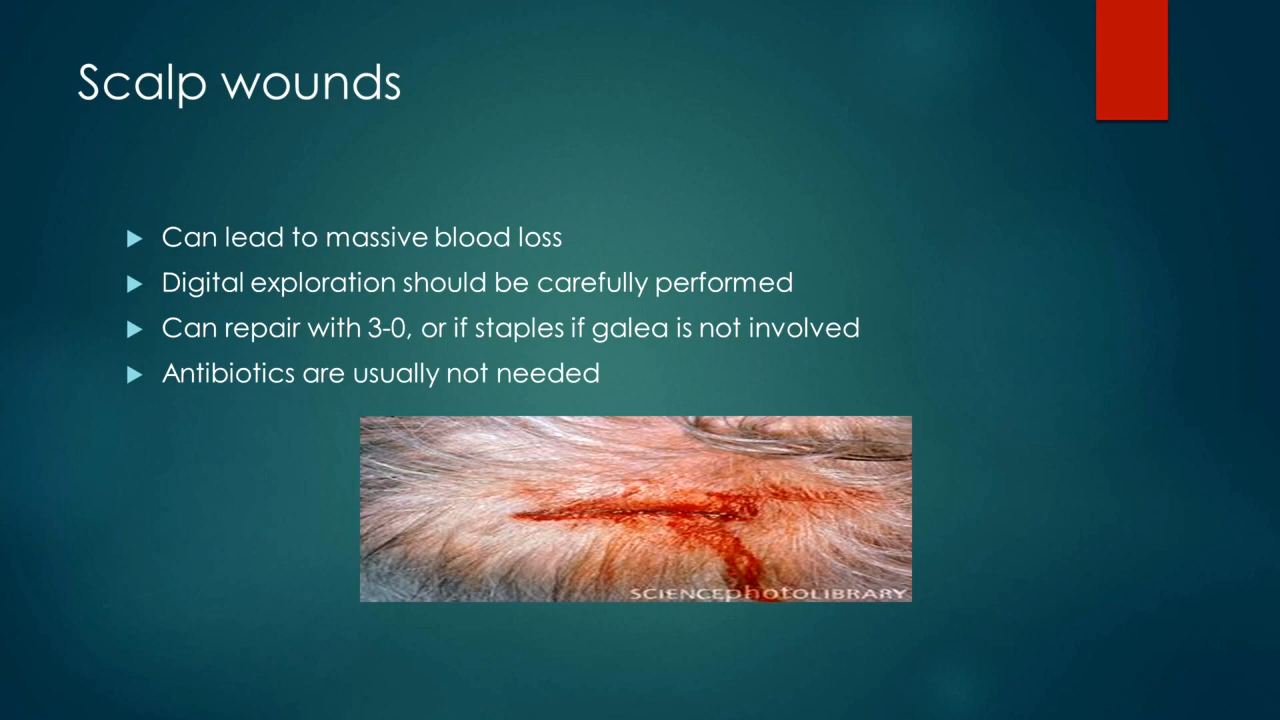 Scalp wounds
Can lead to massive blood loss
Digital exploration should be carefully performed
Can repair with 3-0, or if staples if galea is not involved
Antibiotics are usually not needed
SCIENCEphotoLIBRARY